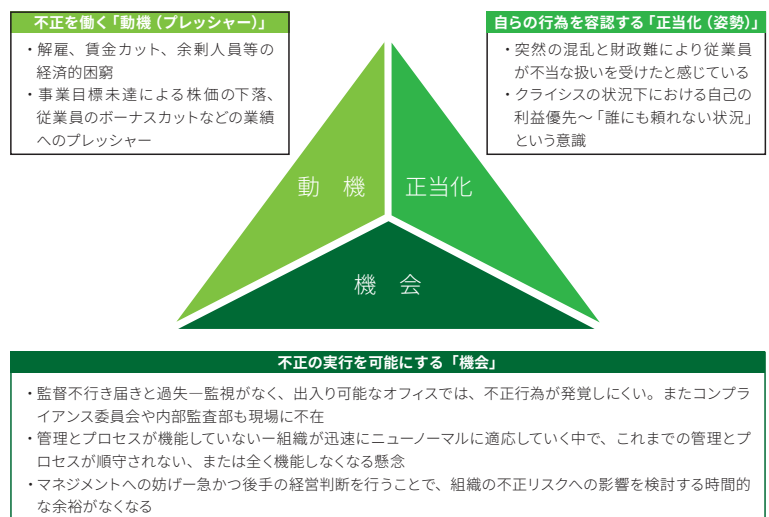 不正を働く「動機（プレッシャー）」
・解雇、賃金カット、余剰人員等の
経済的困窮
・事業目標未達による株価の下落、
従業員のボーナスカットなどの業績
へのプレッシャー
自らの行為を容認する「正当化（姿勢）」
・突然の混乱と財政難により従業員
が不当な扱いを受けたと感じている
・クライシスの状況下における自己の
利益優先～「誰にも頼れない状況」
という意識
動　機
正当化
機　会
不正の実行を可能にする「機会」
・監督不行き届きと過失―監視がなく、出入り可能なオフィスでは、不正行為が発覚しにくい。またコンプラ
イアンス委員会や内部監査部も現場に不在
・管理とプロセスが機能していないー組織が迅速にニューノーマルに適応していく中で、これまでの管理とプ
ロセスが順守されない、または全く機能しなくなる懸念
・マネジメントへの妨げー急かつ後手の経営判断を行うことで、組織の不正リスクへの影響を検討する時間的
な余裕がなくなる